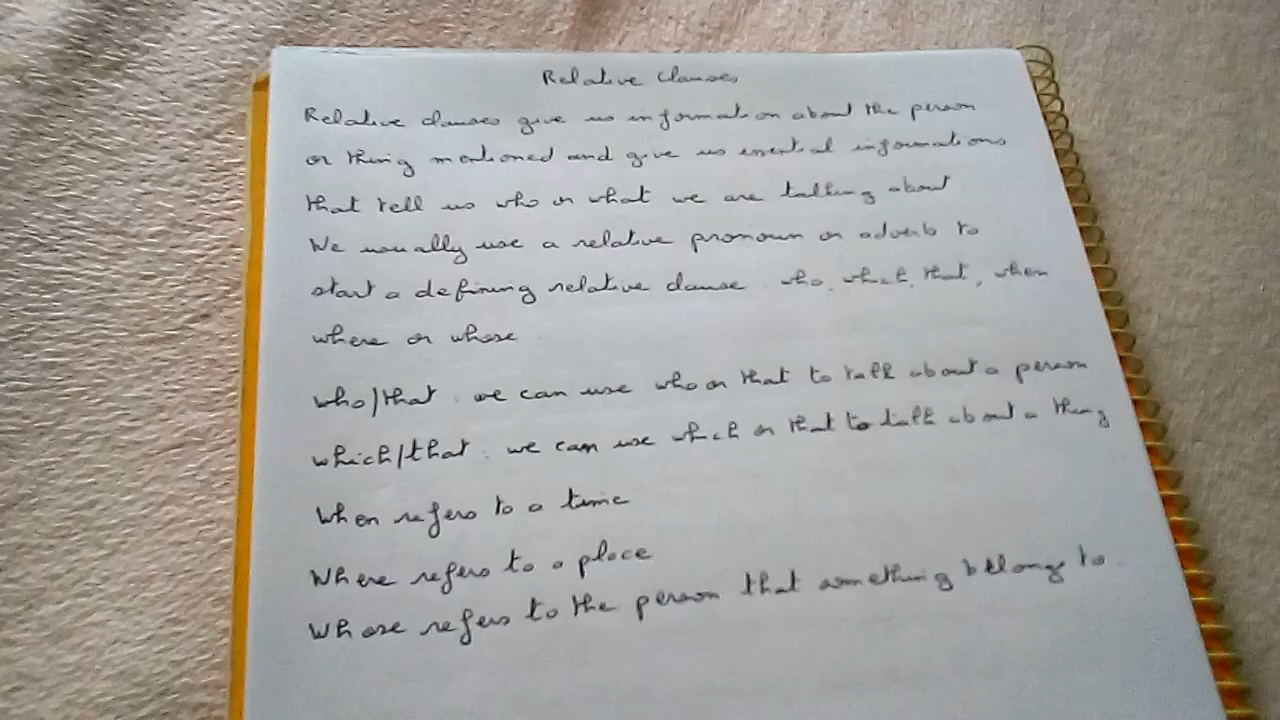 Relative Clauses
Relative clauses give us information about the person
or thing mentioned and give us essential informations
that tell us who or what we are talking about
We usually use a relative pronoun or adverb to
start a defining relative clause. who, which, that, when
where or whose
who/that: we can use who or that to talk about a person
which/that: we can use which or that to talk about a thing
When refers to a time
Where refers to a place
Whose refers to the person that something belongs to